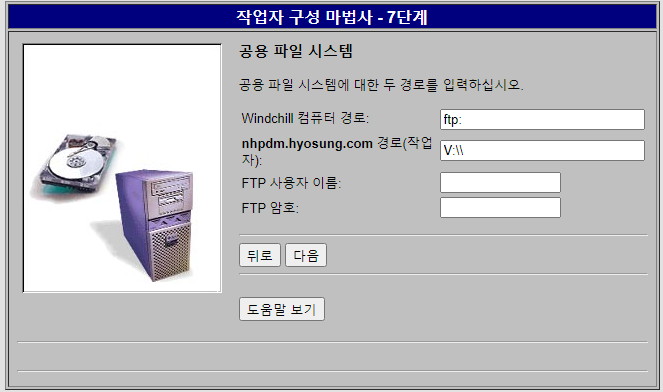 작업자 구성 마법사 - 7단계
공용 파일 시스템
공용 파일 시스템에 대한 두 경로를 입력하십시오.
Windchill 컴퓨터 경로: ftp:
nhpdm.hyosung.com 경로(작업
자): V:\\
FTP 사용자 이름:
FTP 암호:
뒤로 다음
도움말 보기